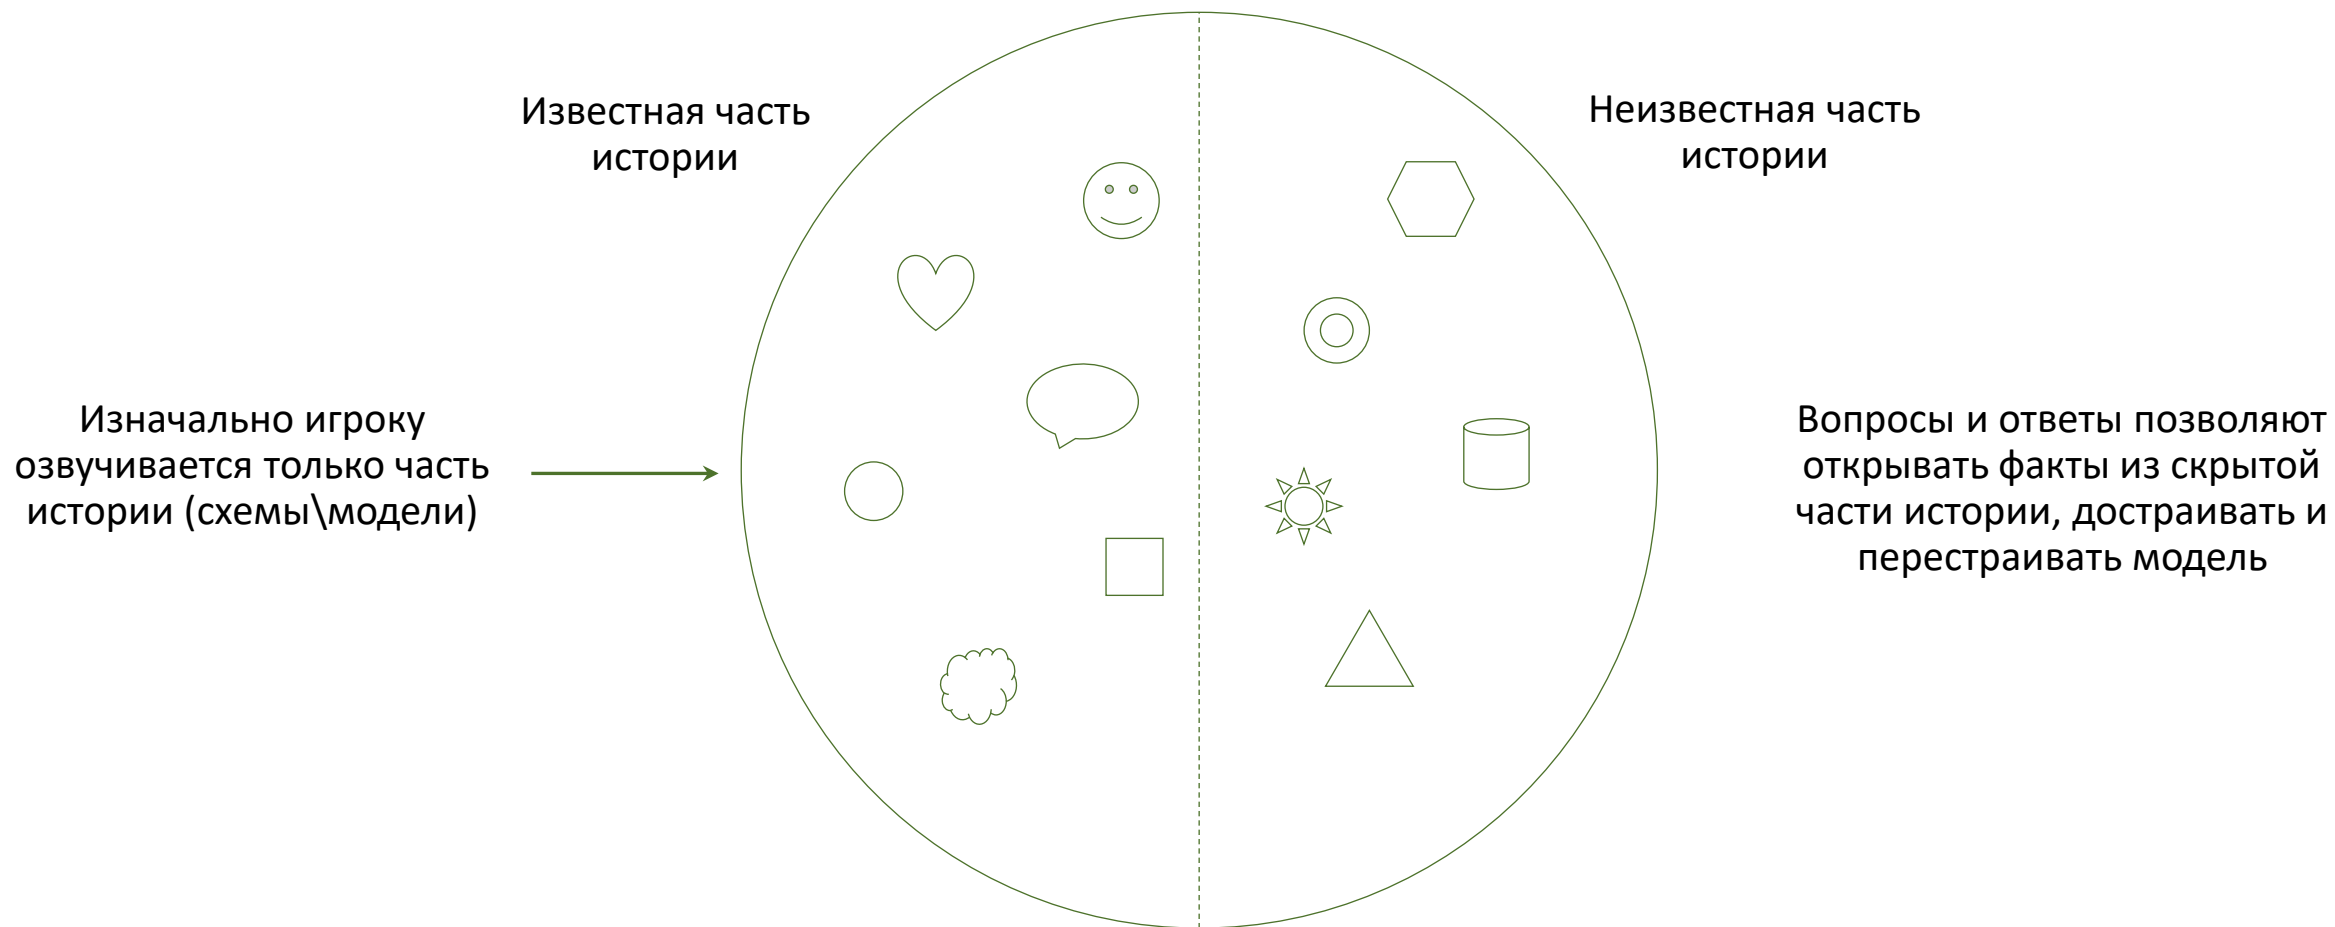 Известная часть
истории
Неизвестная часть
истории
Изначально игроку
озвучивается только часть
истории (схемы\модели)
Вопросы и ответы позволяют
открывать факты из скрытой
части истории, достраивать и
перестраивать модель